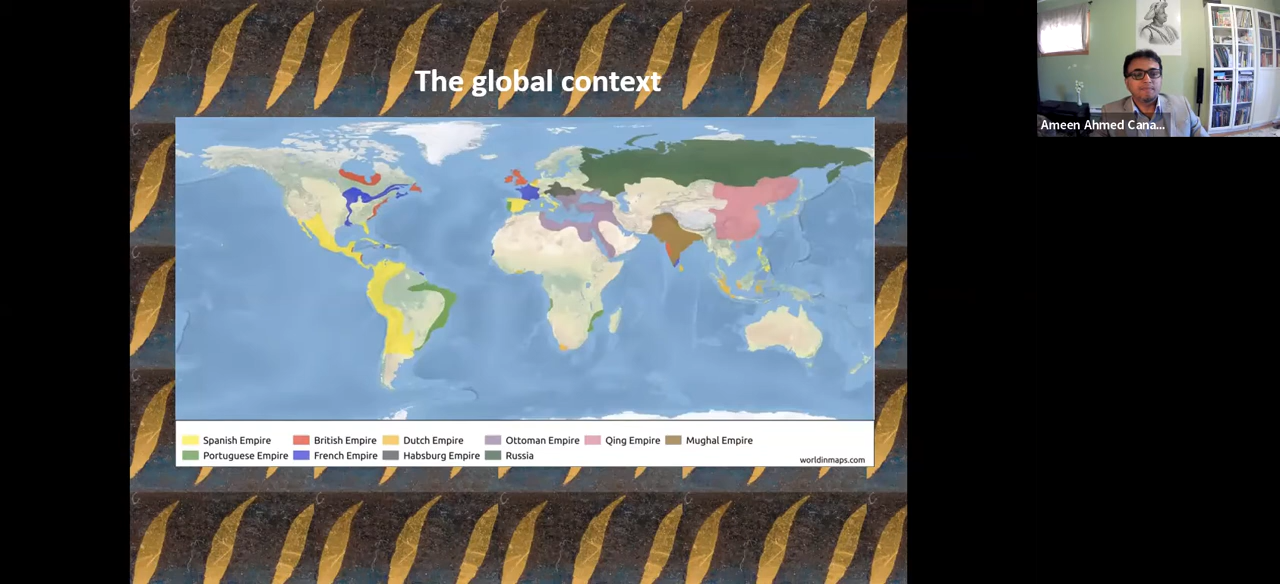 The global context
Ameen Ahmed Cana...
Spanish Empire British Empire Dutch Empire Ottoman Empire Qing Empire Mughal Empire
Portuguese Empire French Empire Habsburg Empire Russia
worldinmaps.com